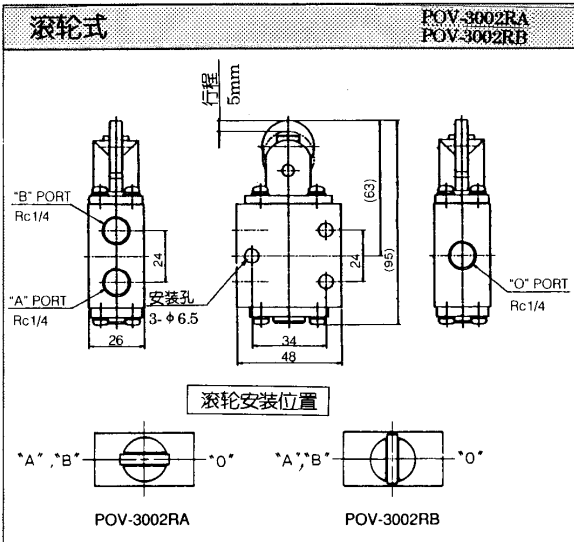 滚轮式
POV-3002RA
POV-3002RB
行程
5mm
"B" PORT
Rc1/4
"A" PORT
Rc1/4
24
26
安装孔
3-φ6.5
(63)
(95)
24
34
48
"O" PORT
Rc1/4
滚轮安装位置
"A","B"
"O"
POV-3002RA
"A","B"
"O"
POV-3002RB